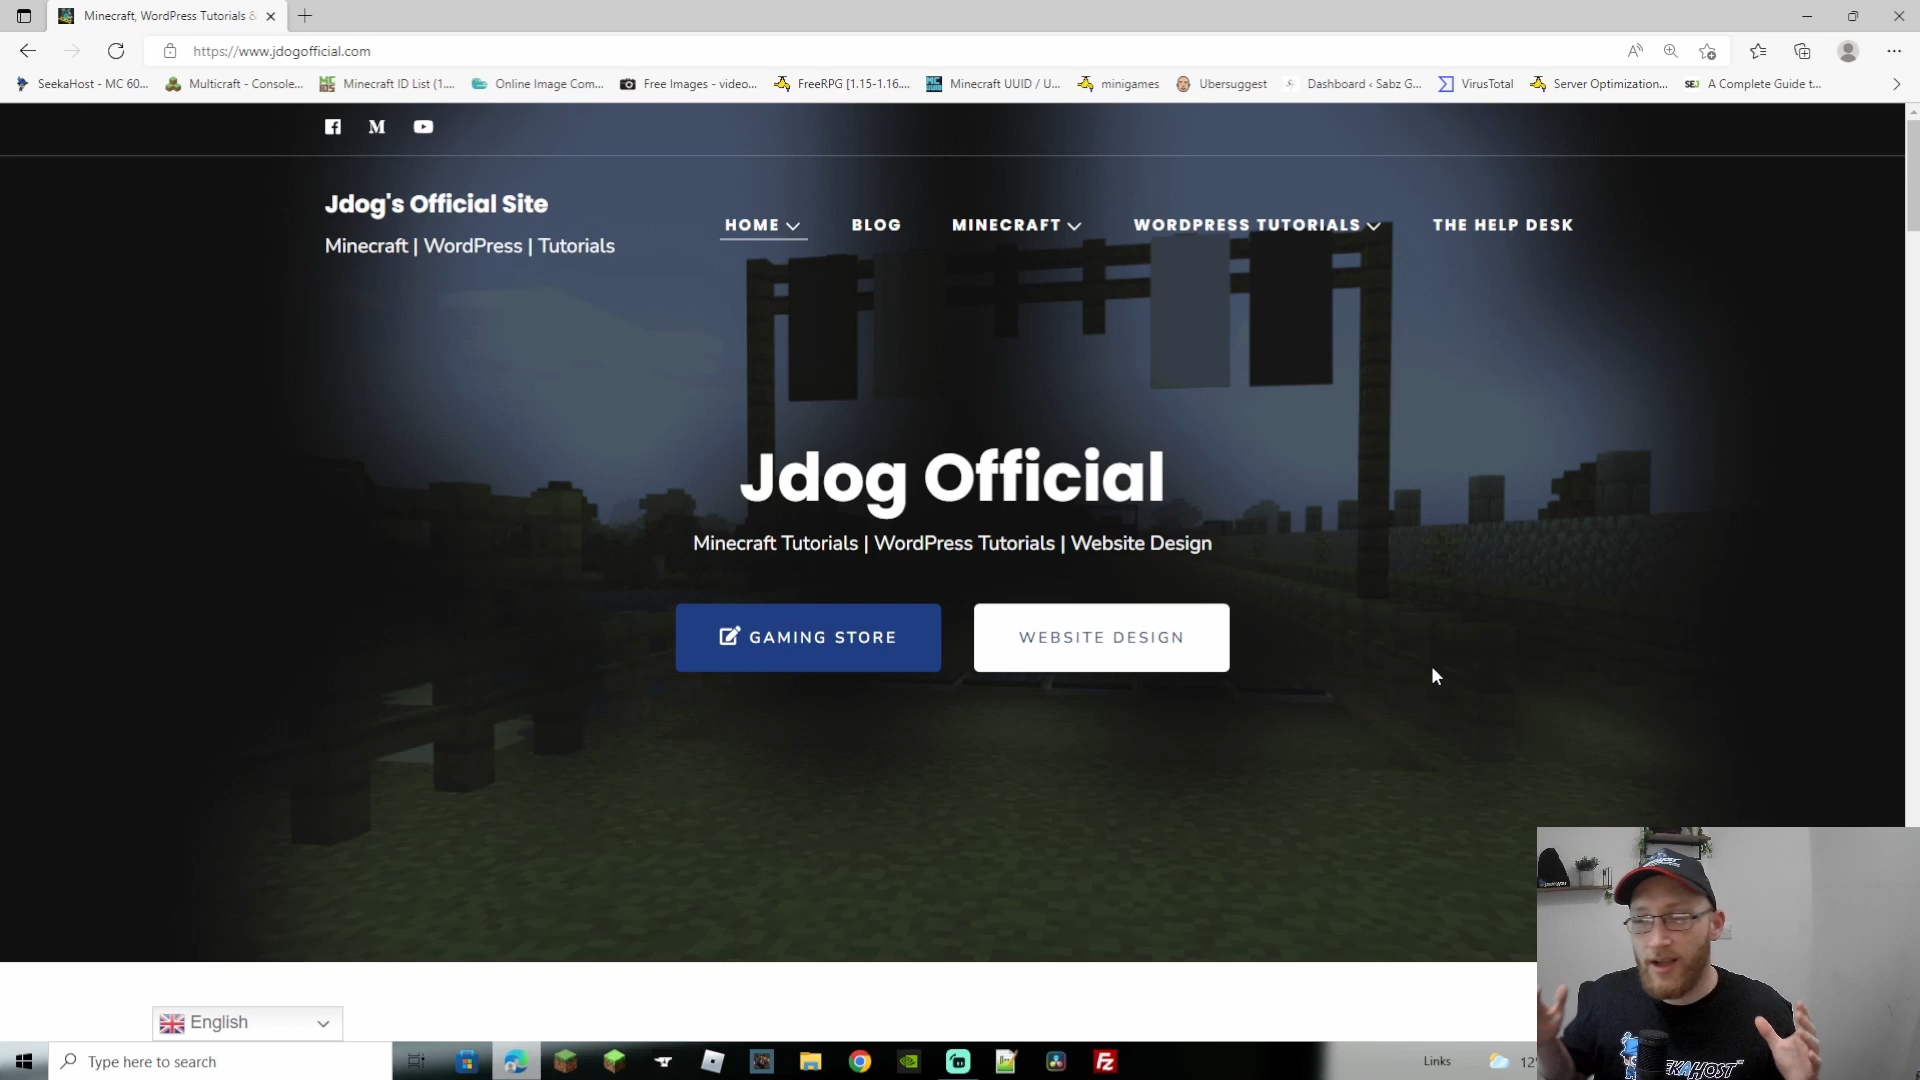 Minecraft, WordPress Tutorials &
https://www.jdogofficial.com
SeekaHost - MC 60...
Multicraft - Console...
Minecraft ID List (1....
Online Image Com...
Free Images - video...
FreeRPG [1.15-1.16....
Minecraft UUID / U...
minigames
Ubersuggest
Dashboard ‹ Sabz G...
VirusTotal
Server Optimization...
SEJ A Complete Guide t...
M
Jdog's Official Site
Minecraft | WordPress | Tutorials
HOME
BLOG
MINECRAFT
WORDPRESS TUTORIALS
THE HELP DESK
Jdog Official
Minecraft Tutorials | WordPress Tutorials | Website Design
GAMING STORE
WEBSITE DESIGN
English
Type here to search
Links
12°
EKAHOST